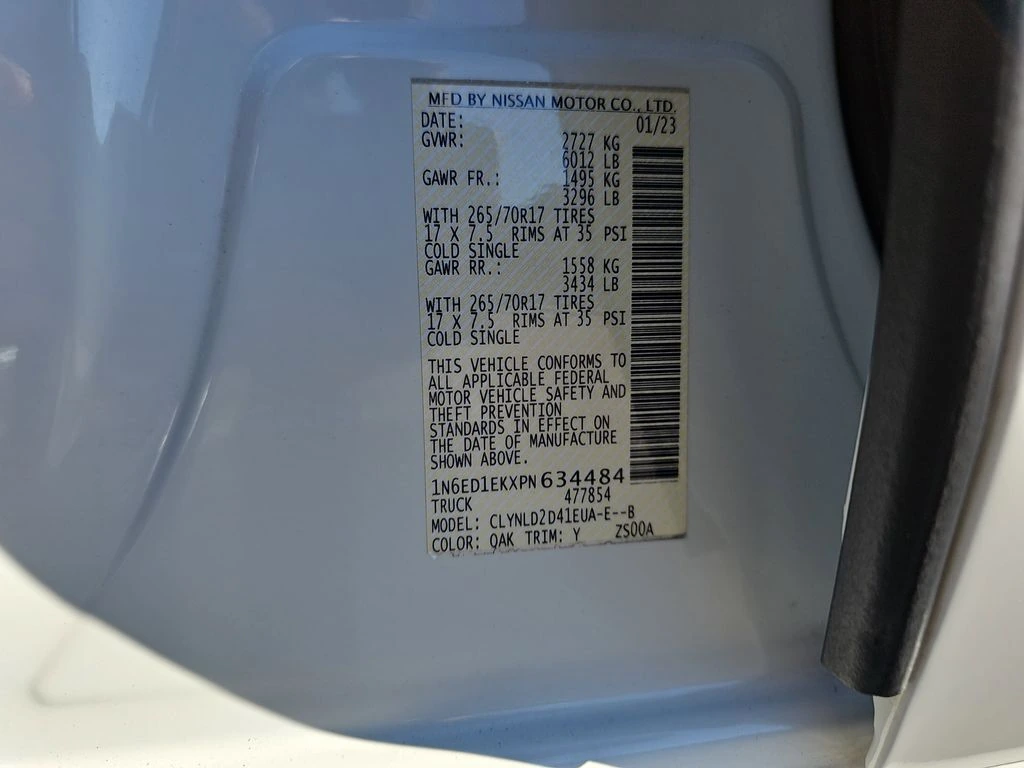 MFD BY NISSAN MOTOR CO., LTD.
DATE: 01/23
GVWR: 2727 KG
6012 LB
GAWR FR.: 1495 KG
3296 LB
WITH 265/70R17 TIRES
17 X 7.5 RIMS AT 35 PSI
COLD SINGLE
GAWR RR.: 1558 KG
3434 LB
WITH 265/70R17 TIRES
17 X 7.5 RIMS AT 35 PSI
COLD SINGLE
THIS VEHICLE CONFORMS TO
ALL APPLICABLE FEDERAL
MOTOR VEHICLE SAFETY AND
THEFT PREVENTION
STANDARDS IN EFFECT ON
THE DATE OF MANUFACTURE
SHOWN ABOVE.
1N6ED1EKXPN634484
TRUCK 477854
MODEL: CLYNLD2D41EUA-E--B
COLOR: QAK TRIM: Y ZS00A